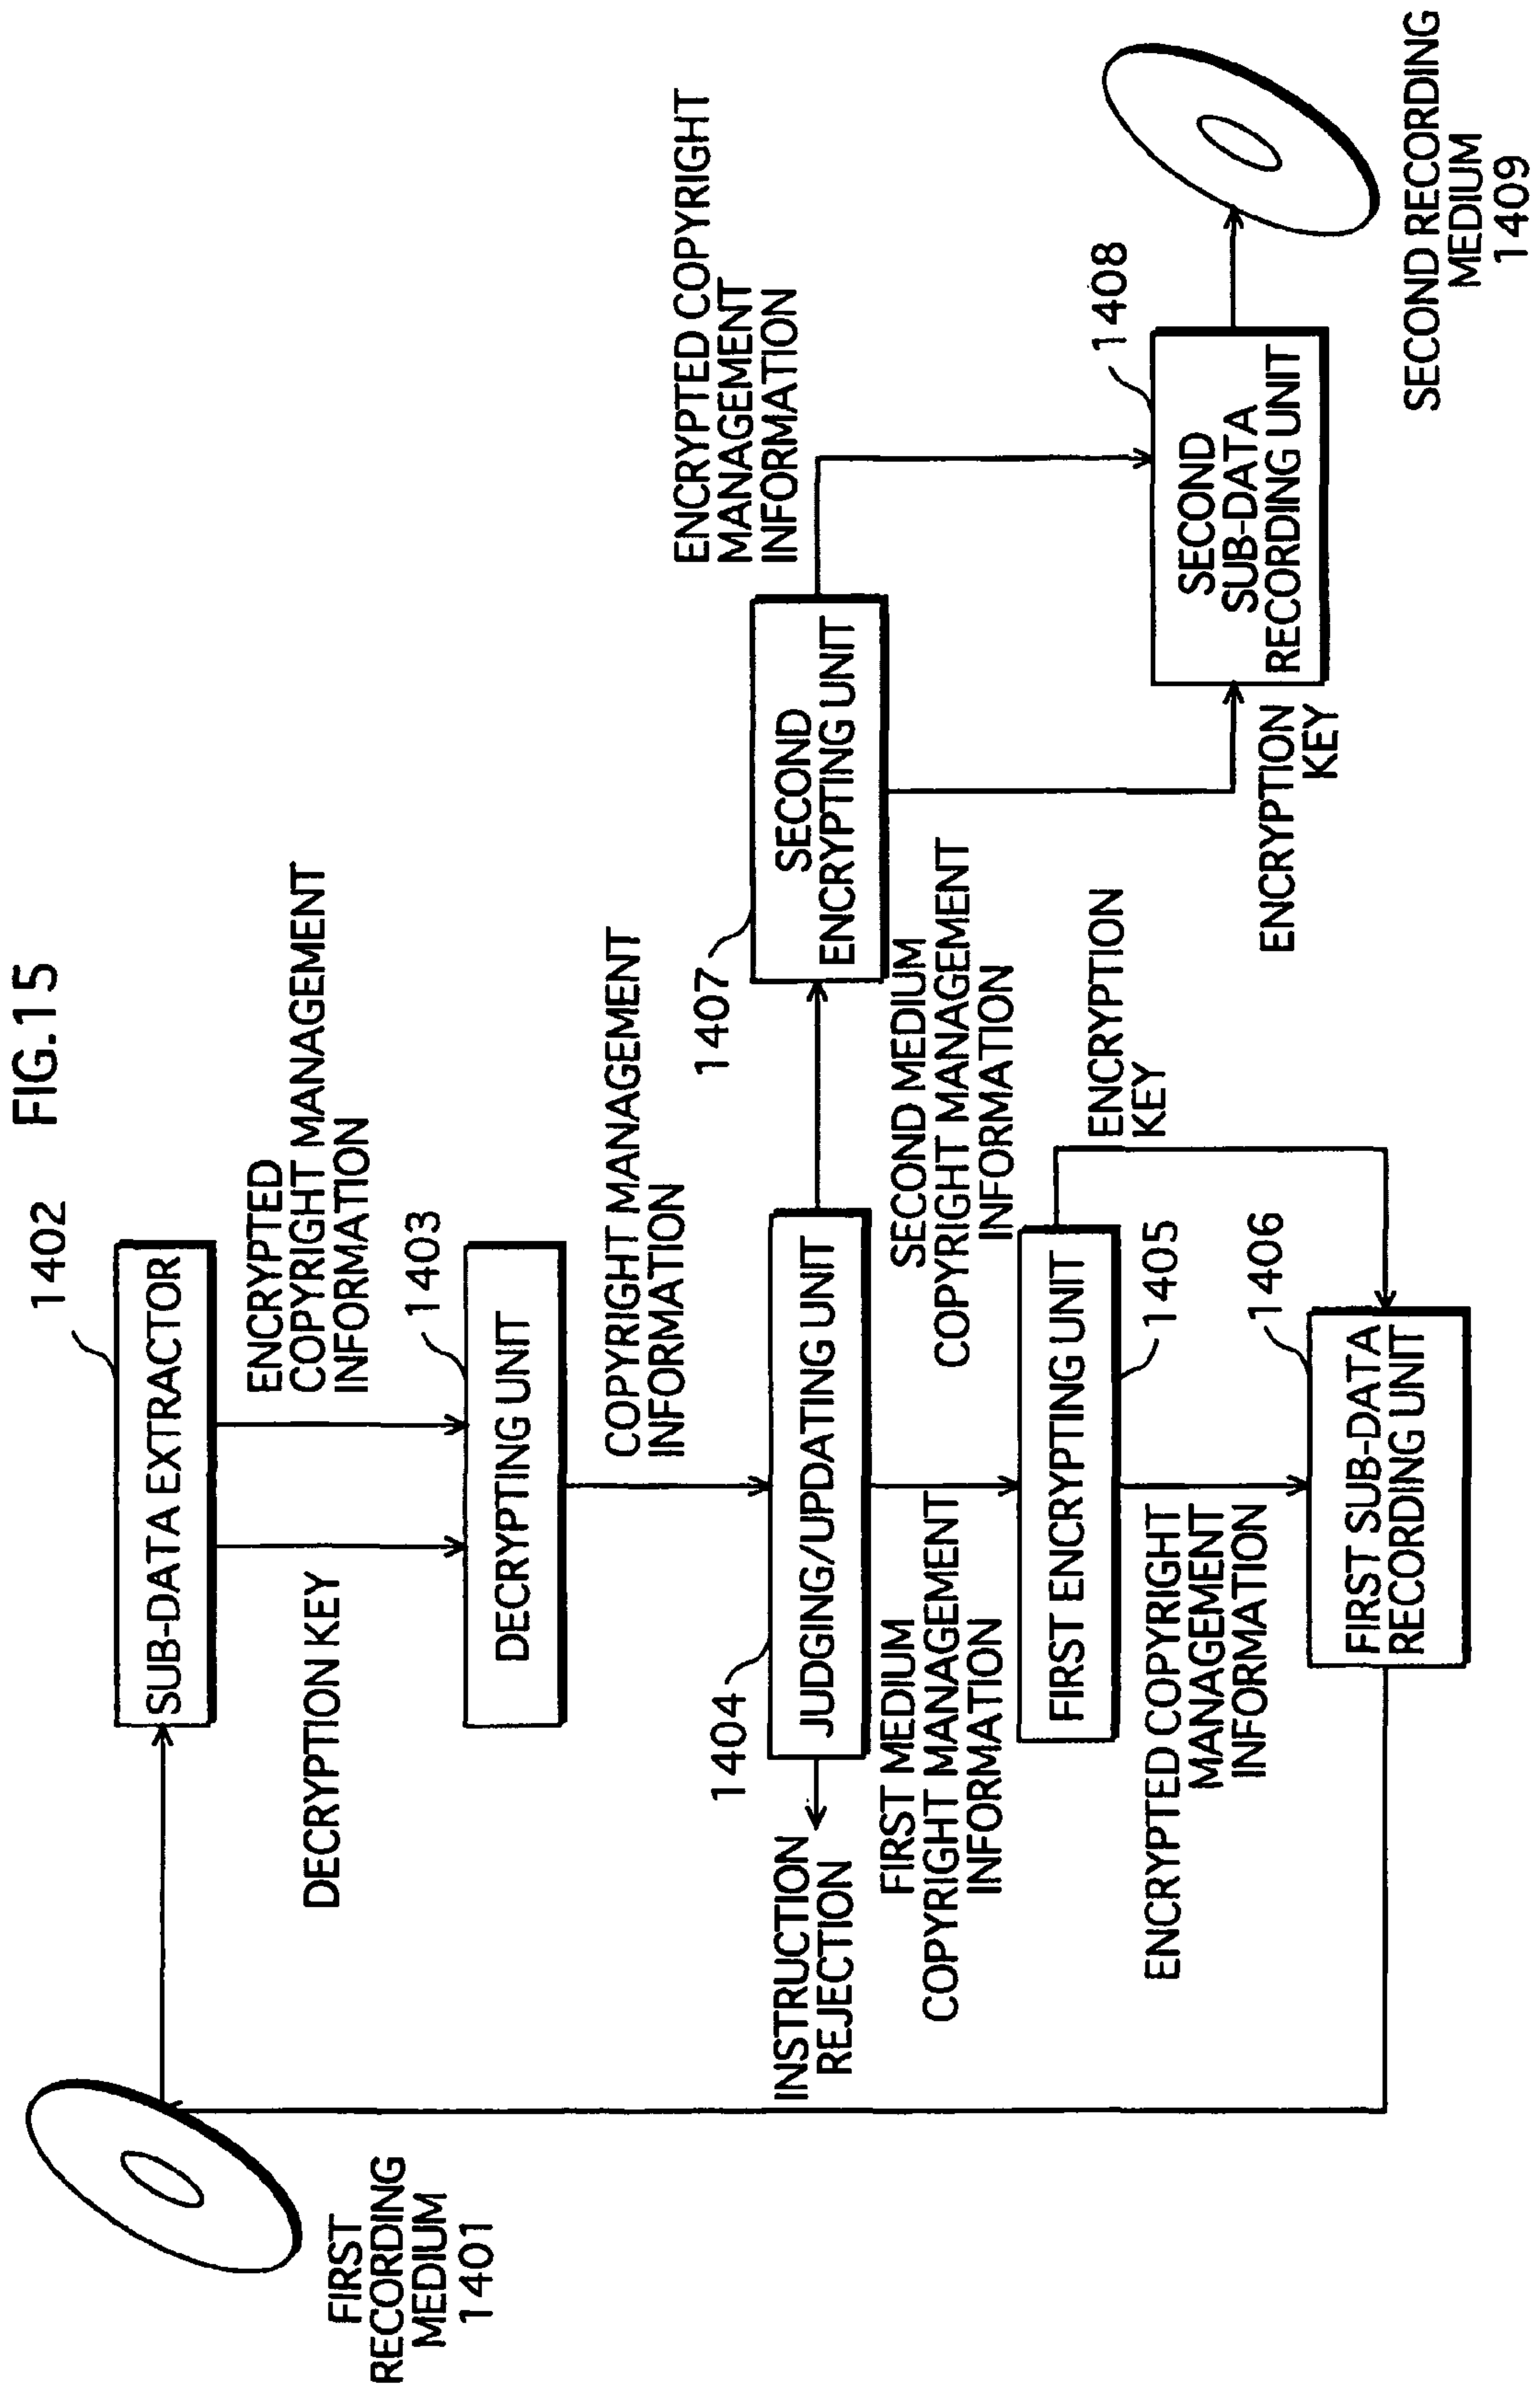 FIG.15
FIRST
RECORDING
MEDIUM
1401
1402
SUB-DATA EXTRACTOR
DECRYPTION KEY
ENCRYPTED
COPYRIGHT MANAGEMENT
INFORMATION
1403
DECRYPTING UNIT
COPYRIGHT MANAGEMENT
INFORMATION
1404
JUDGING/UPDATING UNIT
INSTRUCTION
REJECTION
FIRST MEDIUM
COPYRIGHT MANAGEMENT
INFORMATION
SECOND MEDIUM
COPYRIGHT MANAGEMENT
INFORMATION
1407
SECOND
ENCRYPTING UNIT
ENCRYPTED COPYRIGHT
MANAGEMENT
INFORMATION
FIRST ENCRYPTING UNIT
1405
ENCRYPTION
KEY
ENCRYPTED COPYRIGHT
MANAGEMENT
INFORMATION
1406
FIRST SUB-DATA
RECORDING UNIT
ENCRYPTION
KEY
1408
SECOND
SUB-DATA
RECORDING UNIT
SECOND RECORDING
MEDIUM
1409